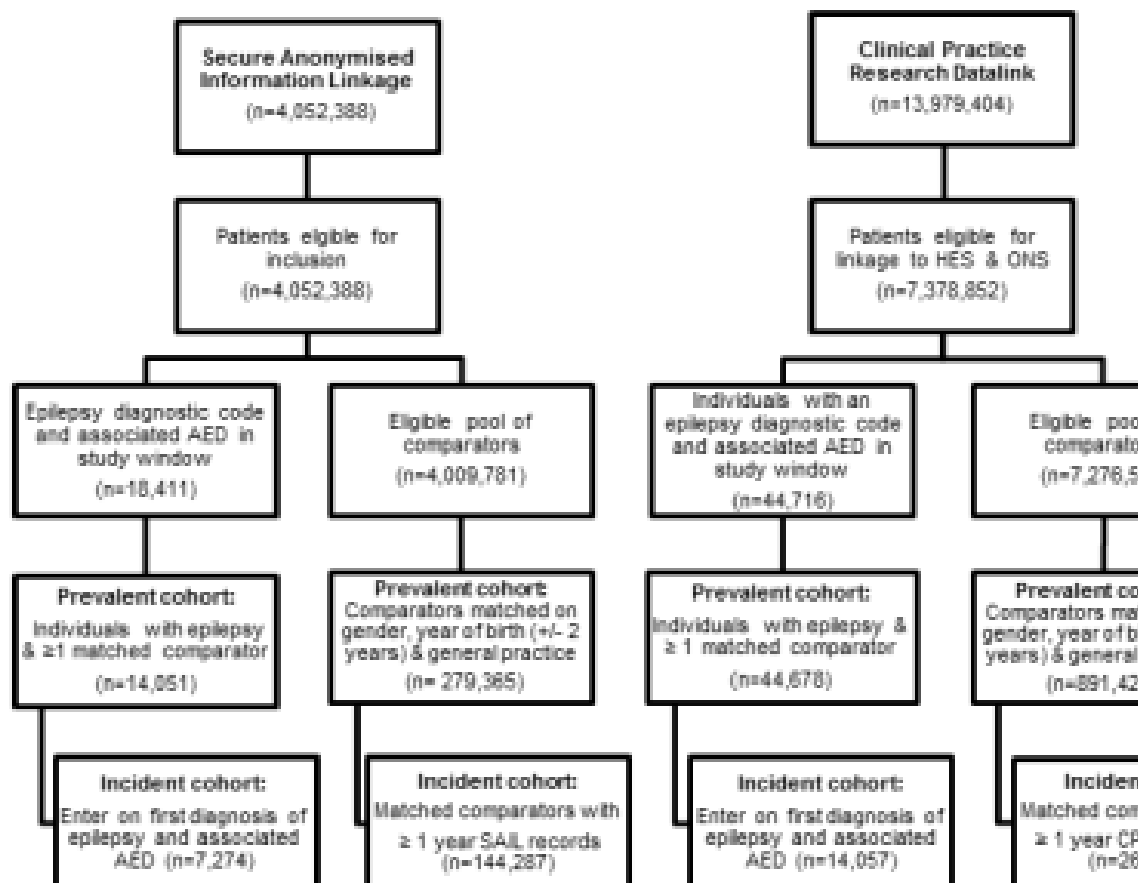 Secure Anonymised
Information Linkage
(n=4,052,388)
Clinical Practice
Research Datalink
(n=13,979,404)
Patients elgible for
inclusion
(n=4,052,388)
Patients eligible for
linkage to HES & ONS
(n=7,378,852)
Epilepsy diagnostic code
and associated AED in
study window
(n=18,411)
Eligible pool of
comparators
(n=4,009,781)
Individuals with an
epilepsy diagnostic code
and associated AED in
study window
(n=44,716)
Eligible
(n=7,276,5
Prevalent cohort:
Individuals with epilepsy
& ≥1 matched comparator
(n=14,051)
Prevalent cohort:
Comparators matched on
gender, year of birth (+/- 2
years) & general practice
(n= 279,365)
Prevalent cohort:
Individuals with epilepsy &
≥ 1 matched comparator
(n=44,678)
Prevalent
Comparators
gender, year of
years) & general
(n=891,42
Incident cohort:
Enter on first diagnosis of
epilepsy and associated
AED (n=7,274)
Incident cohort:
Matched comparators with
≥ 1 year SAIL records
(n=144,287)
Incident cohort:
Enter on first diagnosis of
epilepsy and associated
AED (n=14,057)
Matched
≥ 1 year
(n=26